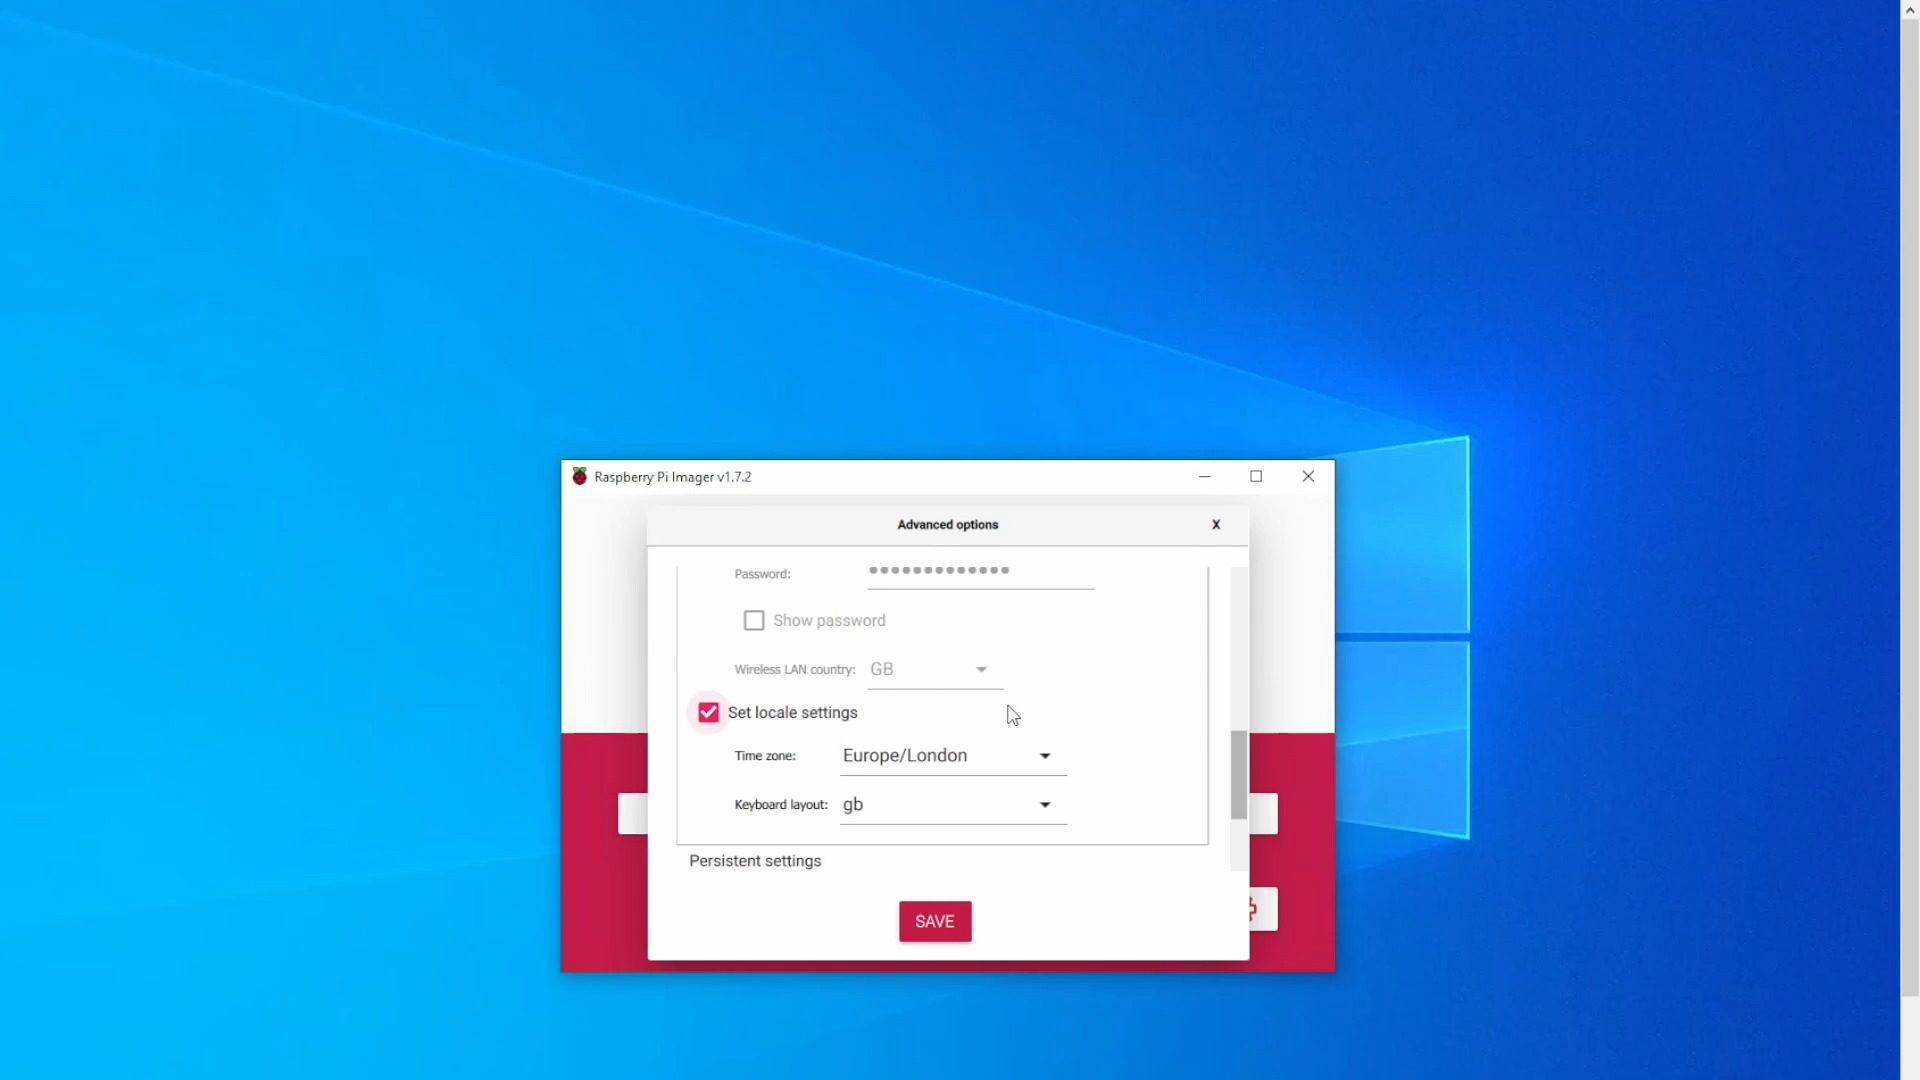 Raspberry Pi Imager v1.7.2
Advanced options
X
Password: •••••••••••••
Show password
Wireless LAN country: GB
Set locale settings
Time zone: Europe/London
Keyboard layout: gb
Persistent settings
SAVE